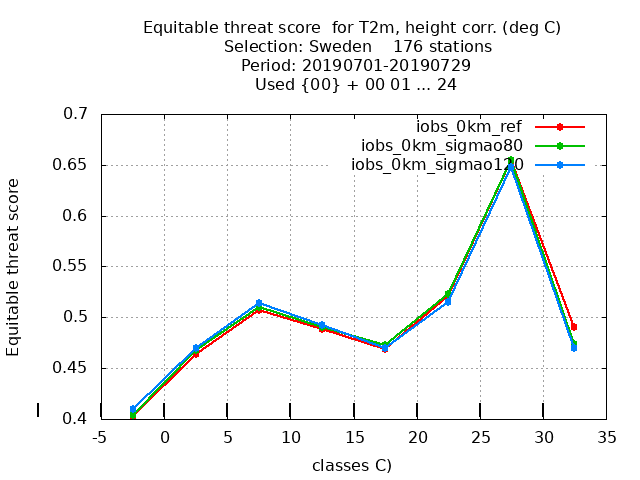 Equitable threat score  for T2m, height corr. (deg C)
Selection: Sweden    176 stations
Period: 20190701-20190729
Used {00} + 00 01 ... 24
iobs_0km_ref
iobs_0km_sigmao80
iobs_0km_sigmao120
Equitable threat score
0.7
0.65
0.6
0.55
0.5
0.45
0.4
-5 0 5 10 15 20 25 30 35
classes C)